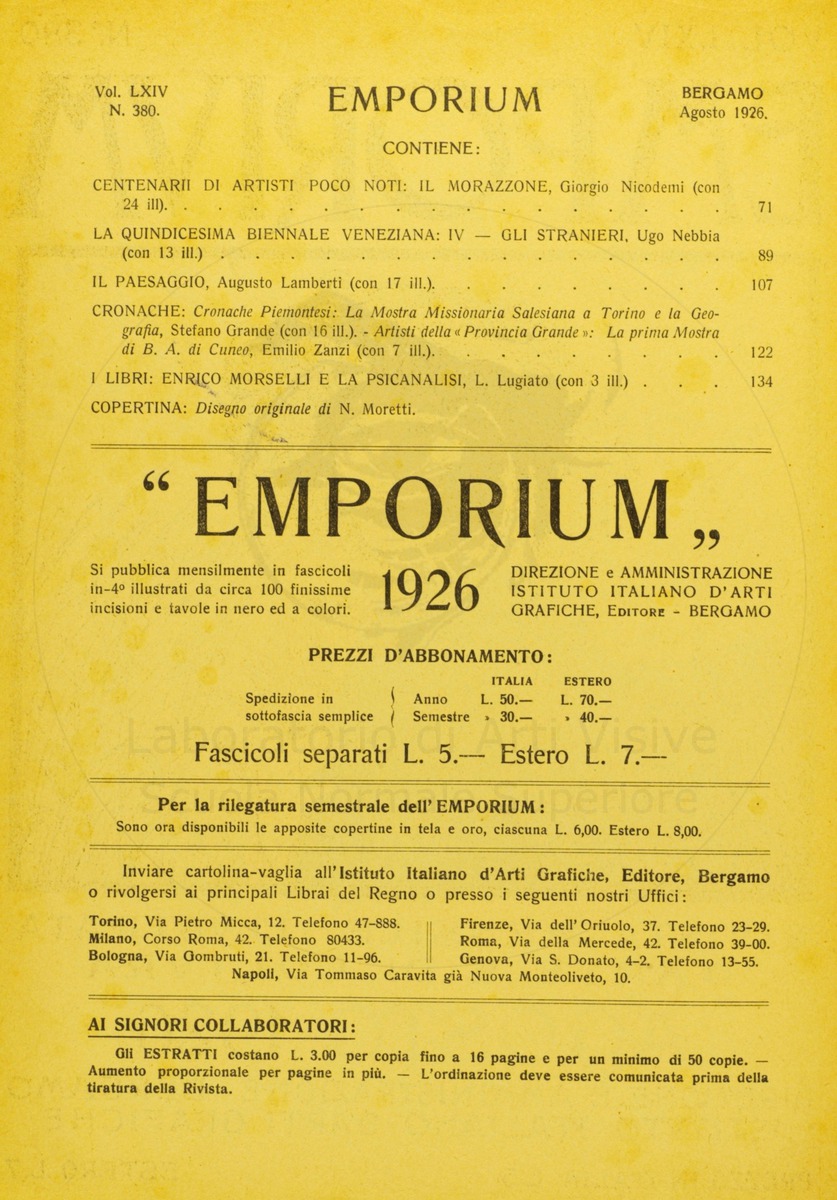 Vol. LXIV
N. 380.
EMPORIUM
BERGAMO
Agosto 1926.
CONTIENE:
CENTENARII DI ARTISTI POCO NOTI: IL MORAZZONE, Giorgio Nicodemi (con
24 ill). . . . . . . . . . . . . . . . 71
LA QUINDICESIMA BIENNALE VENEZIANA: IV — GLI STRANIERI, Ugo Nebbia
(con 13 ill.) . . . . . . . . . . . . . . 89
IL PAESAGGIO, Augusto Lamberti (con 17 ill.). . . . . . . . 107
CRONACHE: Cronache Piemontesi: La Mostra Missionaria Salesiana a Torino e la Geo-
grafia, Stefano Grande (con 16 ill.). - Artisti della « Provincia Grande »: La prima Mostra
di B. A. di Cuneo, Emilio Zanzi (con 7 ill.). . . . . . . . 122
I LIBRI: ENRICO MORSELLI E LA PSICANALISI, L. Lugiato (con 3 ill.) . . . 134
COPERTINA: Disegno originale di N. Moretti.
“ EMPORIUM „
Si pubblica mensilmente in fascicoli
in-4º illustrati da circa 100 finissime
incisioni e tavole in nero ed a colori.
1926
DIREZIONE e AMMINISTRAZIONE
ISTITUTO ITALIANO D'ARTI
GRAFICHE, EDITORE - BERGAMO
PREZZI D'ABBONAMENTO:
ITALIA ESTERO
Spedizione in
sottofascia semplice
Anno L. 50.— L. 70.—
Semestre » 30.— » 40.—
Fascicoli separati L. 5.— Estero L. 7.—
Laboratorio di Arti Visive
Scuola Normale Superiore
Per la rilegatura semestrale dell' EMPORIUM:
Sono ora disponibili le apposite copertine in tela e oro, ciascuna L. 6,00. Estero L. 8,00.
Inviare cartolina-vaglia all'Istituto Italiano d'Arti Grafiche, Editore, Bergamo
o rivolgersi ai principali Librai del Regno o presso i seguenti nostri Uffici:
Torino, Via Pietro Micca, 12. Telefono 47-888.
Milano, Corso Roma, 42. Telefono 80433.
Bologna, Via Gombruti, 21. Telefono 11-96.
Firenze, Via dell' Oriuolo, 37. Telefono 23-29.
Roma, Via della Mercede, 42. Telefono 39-00.
Genova, Via S. Donato, 4-2. Telefono 13-55.
Napoli, Via Tommaso Caravita già Nuova Monteoliveto, 10.
AI SIGNORI COLLABORATORI:
Gli ESTRATTI costano L. 3.00 per copia fino a 16 pagine e per un minimo di 50 copie. —
Aumento proporzionale per pagine in più. — L'ordinazione deve essere comunicata prima della
tiratura della Rivista.